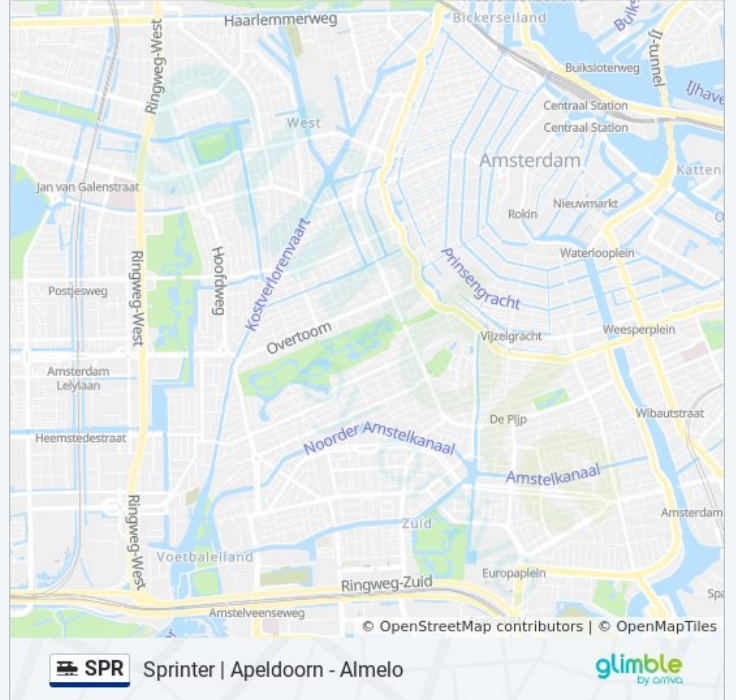 Haarlemmerweg
Bickerseiland
Buiks
IJ-tunnel
Ringweg-West
Buiksloterweg
IJhave
Centraal Station
West
Centraal Station
Amsterdam
Katten
Jan van Galenstraat
Nieuwmarkt
Rokin
O
Kostverlorenvaart
Waterlooplein
Hoofdweg
Prinsengracht
Ringweg-West
Postjesweg
Overtoom
Vijzelgracht
Weesperplein
Amsterdam
Lelylaan
De Pijp
Wibautstraat
Heemstedestraat
Noorder Amstelkanaal
Amstelkanaal
Ringweg-West
Amsterdam
Zuid
Voetbaleiland
Europaplein
Ringweg-Zuid
Spa
Amstelveenseweg
© OpenStreetMap contributors | © OpenMapTiles
SPR Sprinter | Apeldoorn - Almelo
glimble
by arriva